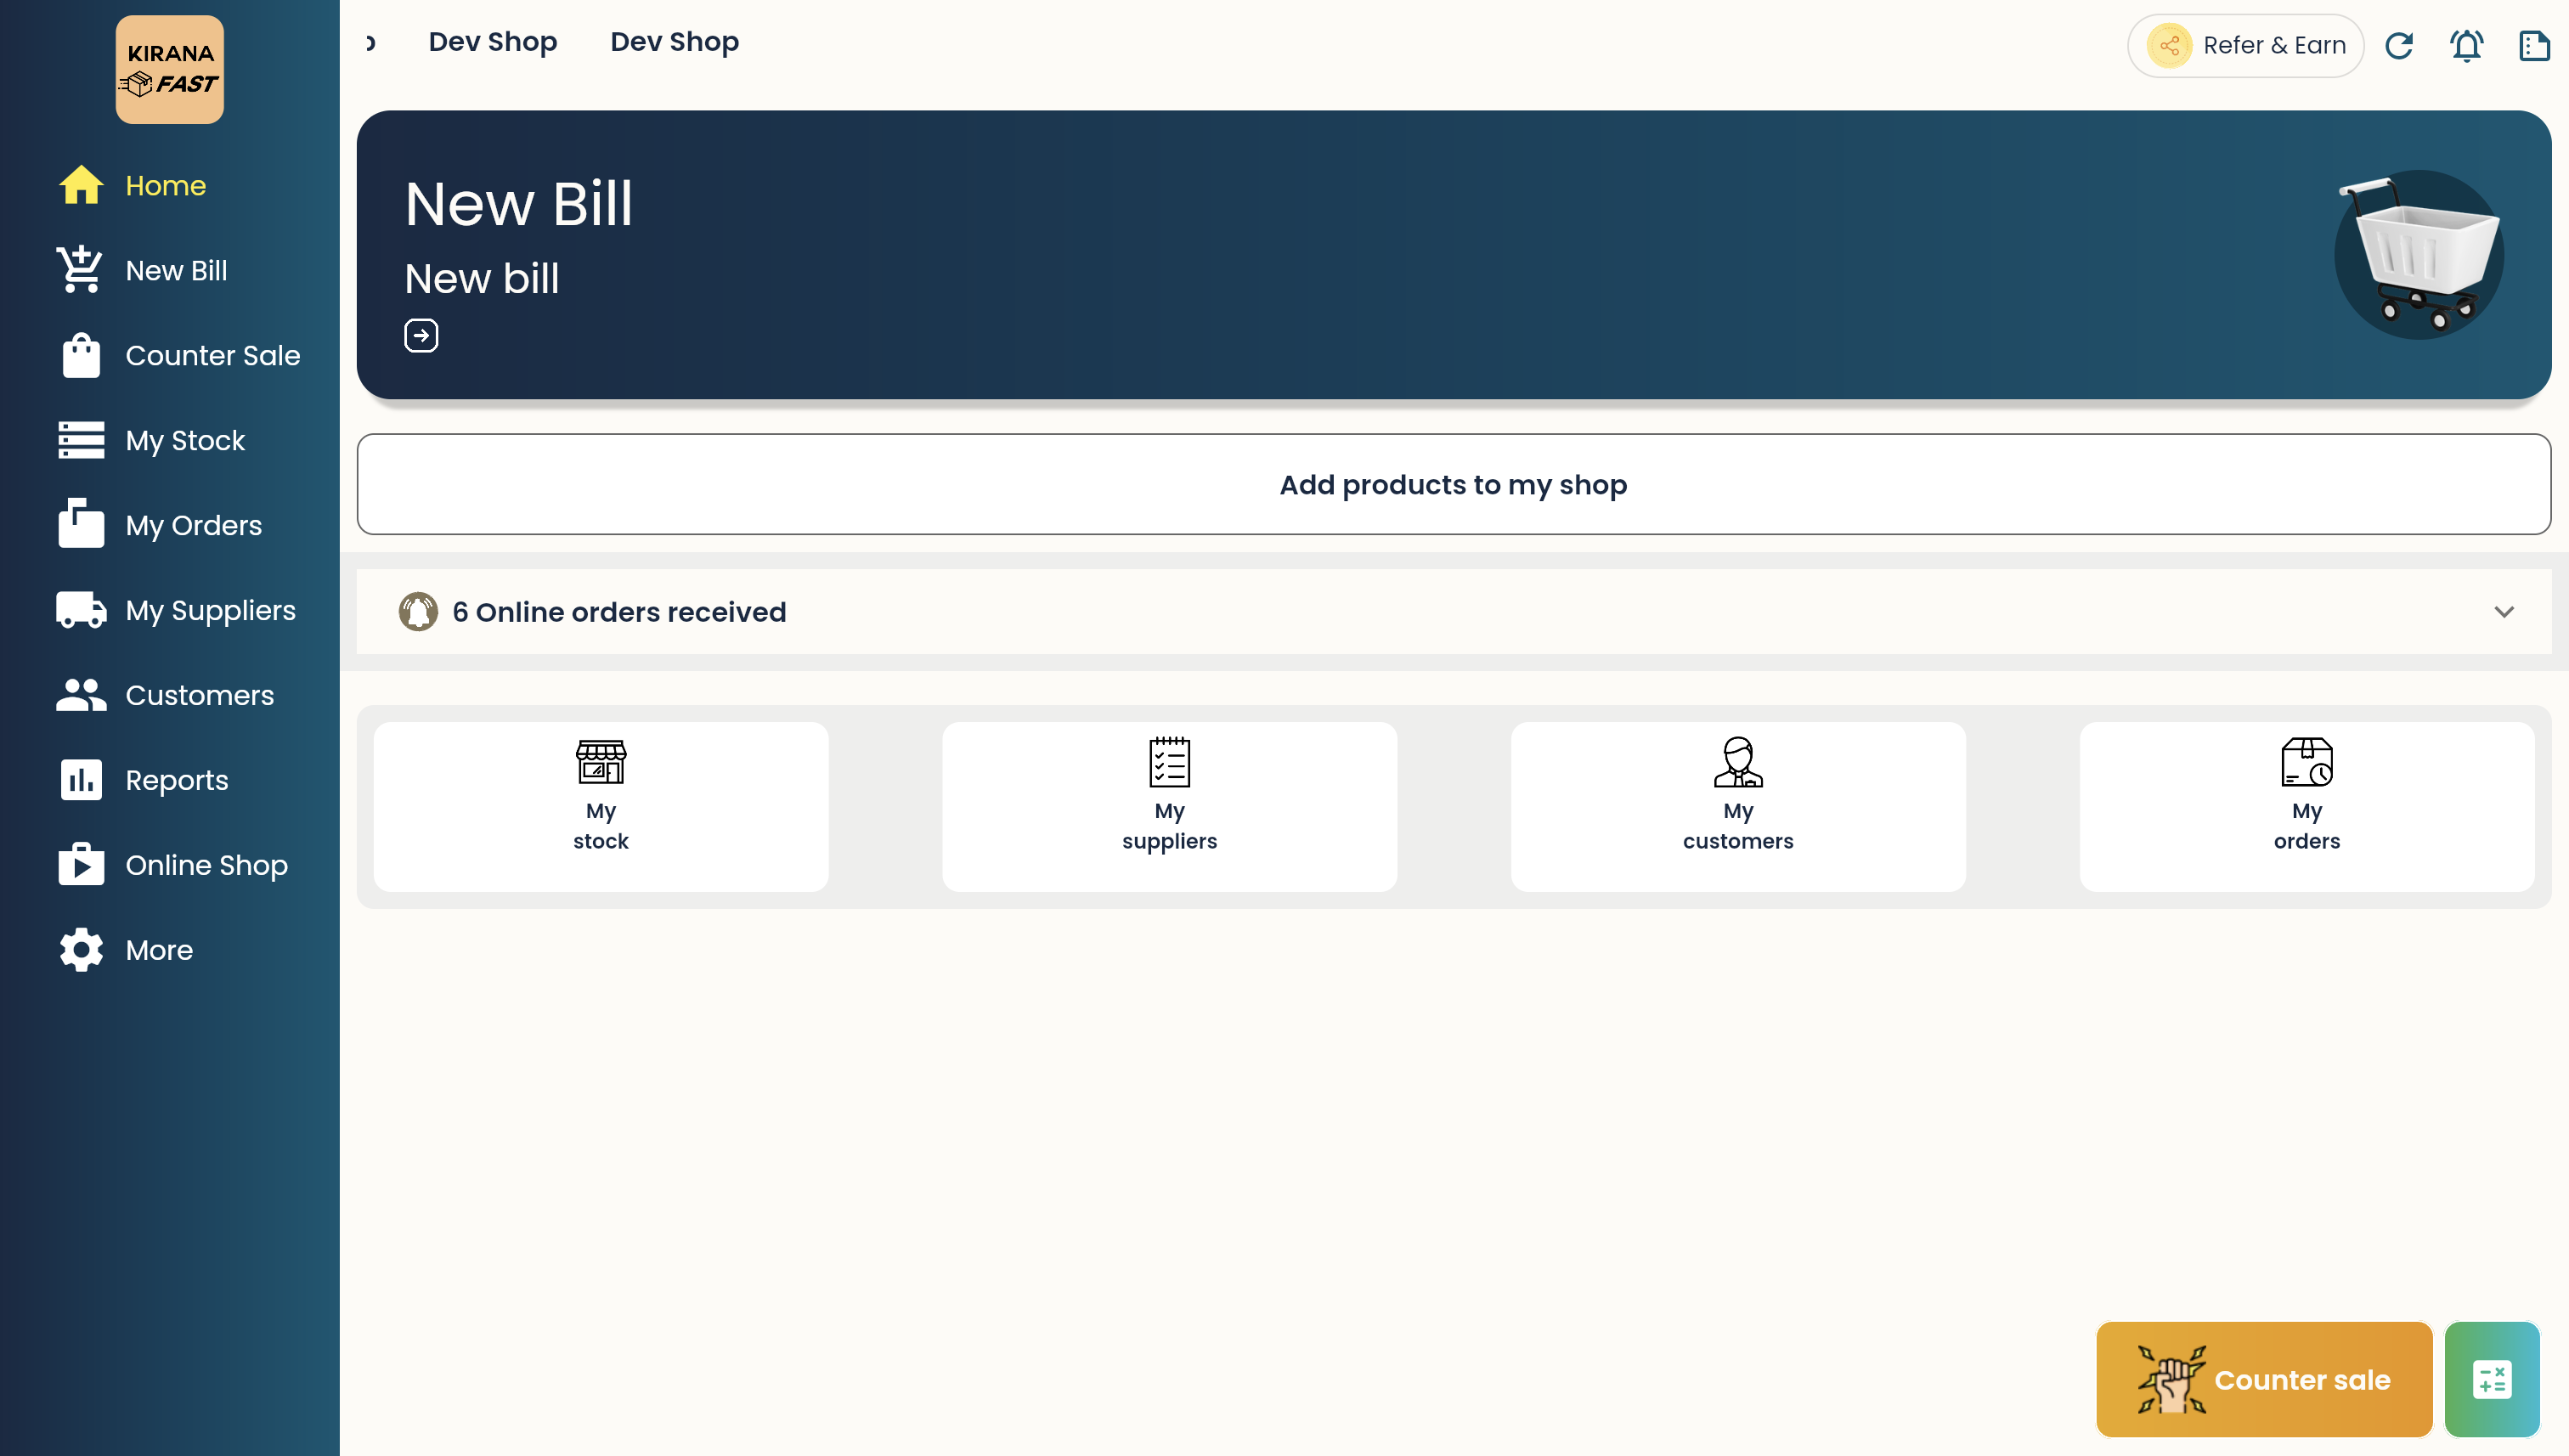 KIRANA
FAST
Home
New Bill
Counter Sale
My Stock
My Orders
My Suppliers
Customers
Reports
Online Shop
More
Dev Shop Dev Shop
Refer & Earn
New Bill
New bill
Add products to my shop
6 Online orders received
My
stock
My
suppliers
My
customers
My
orders
Counter sale